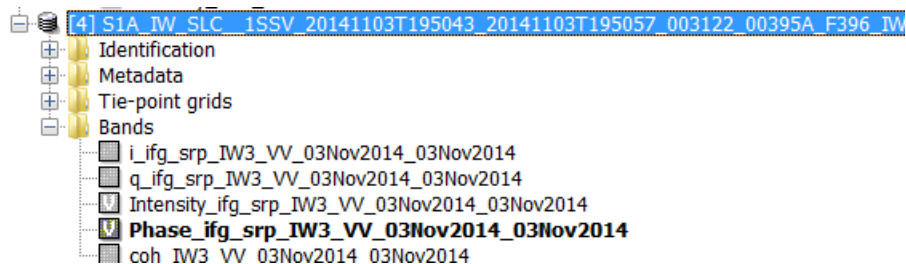 [4] S1A_IW_SLC__1SSV_20141103T195043_20141103T195057_003122_00395A_F396_IW
Identification
Metadata
Tie-point grids
Bands
i_ifg_srp_IW3_VV_03Nov2014_03Nov2014
q_ifg_srp_IW3_VV_03Nov2014_03Nov2014
Intensity_ifg_srp_IW3_VV_03Nov2014_03Nov2014
Phase_ifg_srp_IW3_VV_03Nov2014_03Nov2014
coh_IW3_VV_03Nov2014_03Nov2014